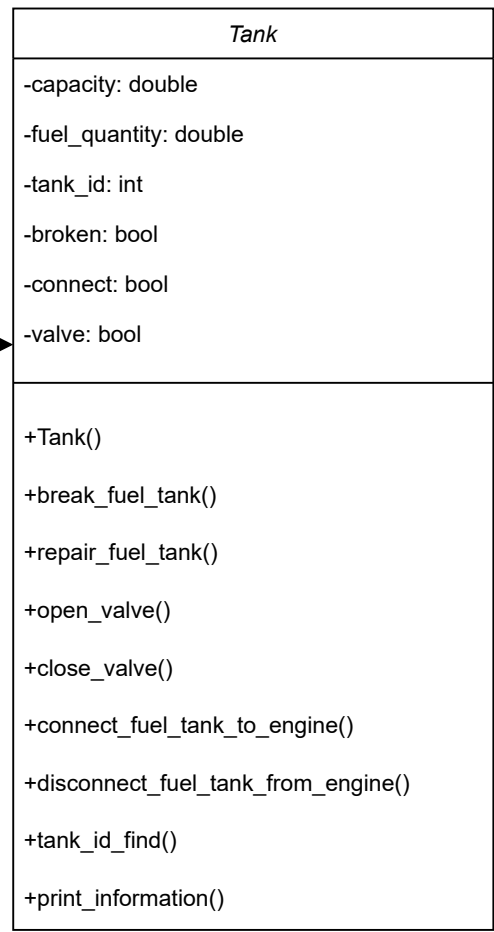 Tank
-capacity: double
-fuel_quantity: double
-tank_id: int
-broken: bool
-connect: bool
-valve: bool
+Tank()
+break_fuel_tank()
+repair_fuel_tank()
+open_valve()
+close_valve()
+connect_fuel_tank_to_engine()
+disconnect_fuel_tank_from_engine()
+tank_id_find()
+print_information()